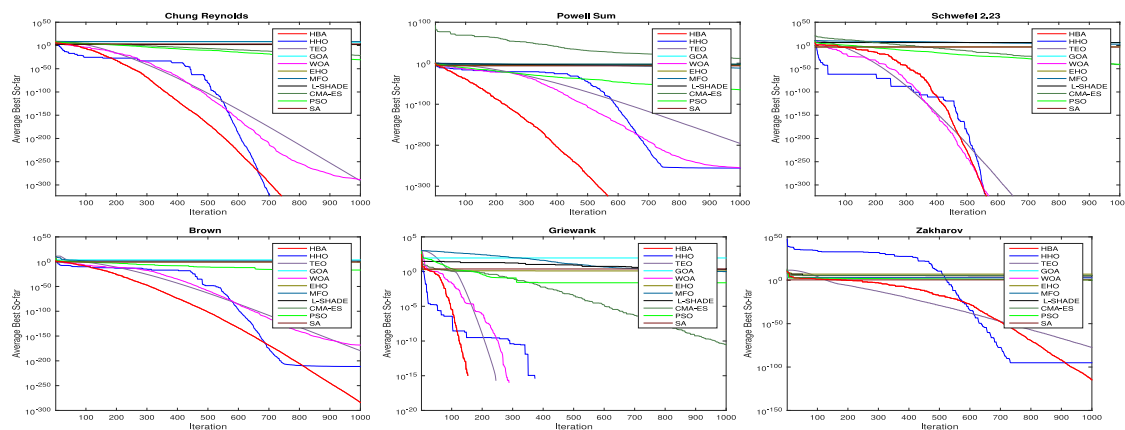 Chung Reynolds
Average Best So-far
10^50
10^0
10^-50
10^-100
10^-150
10^-200
10^-250
10^-300
100 200 300 400 500 600 700 800 900 1000
Iteration
HBA
HHO
TEO
GOA
WOA
EHO
MFO
L-SHADE
CMA-ES
PSO
SA
Powell Sum
Average Best So-far
10^100
10^0
10^-100
10^-200
10^-300
100 200 300 400 500 600 700 800 900 1000
Iteration
HBA
HHO
TEO
GOA
WOA
EHO
MFO
L-SHADE
CMA-ES
PSO
SA
Schwefel 2.23
Average Best So-far
10^50
10^0
10^-50
10^-100
10^-150
10^-200
10^-250
10^-300
100 200 300 400 500 600 700 800 900 1000
Iteration
HBA
HHO
TEO
GOA
WOA
EHO
MFO
L-SHADE
CMA-ES
PSO
SA
Brown
Average Best So-far
10^50
10^0
10^-50
10^-100
10^-150
10^-200
10^-250
10^-300
100 200 300 400 500 600 700 800 900 1000
Iteration
HBA
HHO
TEO
GOA
WOA
EHO
MFO
L-SHADE
CMA-ES
PSO
SA
Griewank
Average Best So-far
10^5
10^0
10^-5
10^-10
10^-15
10^-20
100 200 300 400 500 600 700 800 900 1000
Iteration
HBA
HHO
TEO
GOA
WOA
EHO
MFO
L-SHADE
CMA-ES
PSO
SA
Zakharov
Average Best So-far
10^50
10^0
10^-50
10^-100
10^-150
100 200 300 400 500 600 700 800 900 1000
Iteration
HBA
HHO
TEO
GOA
WOA
EHO
MFO
L-SHADE
CMA-ES
PSO
SA